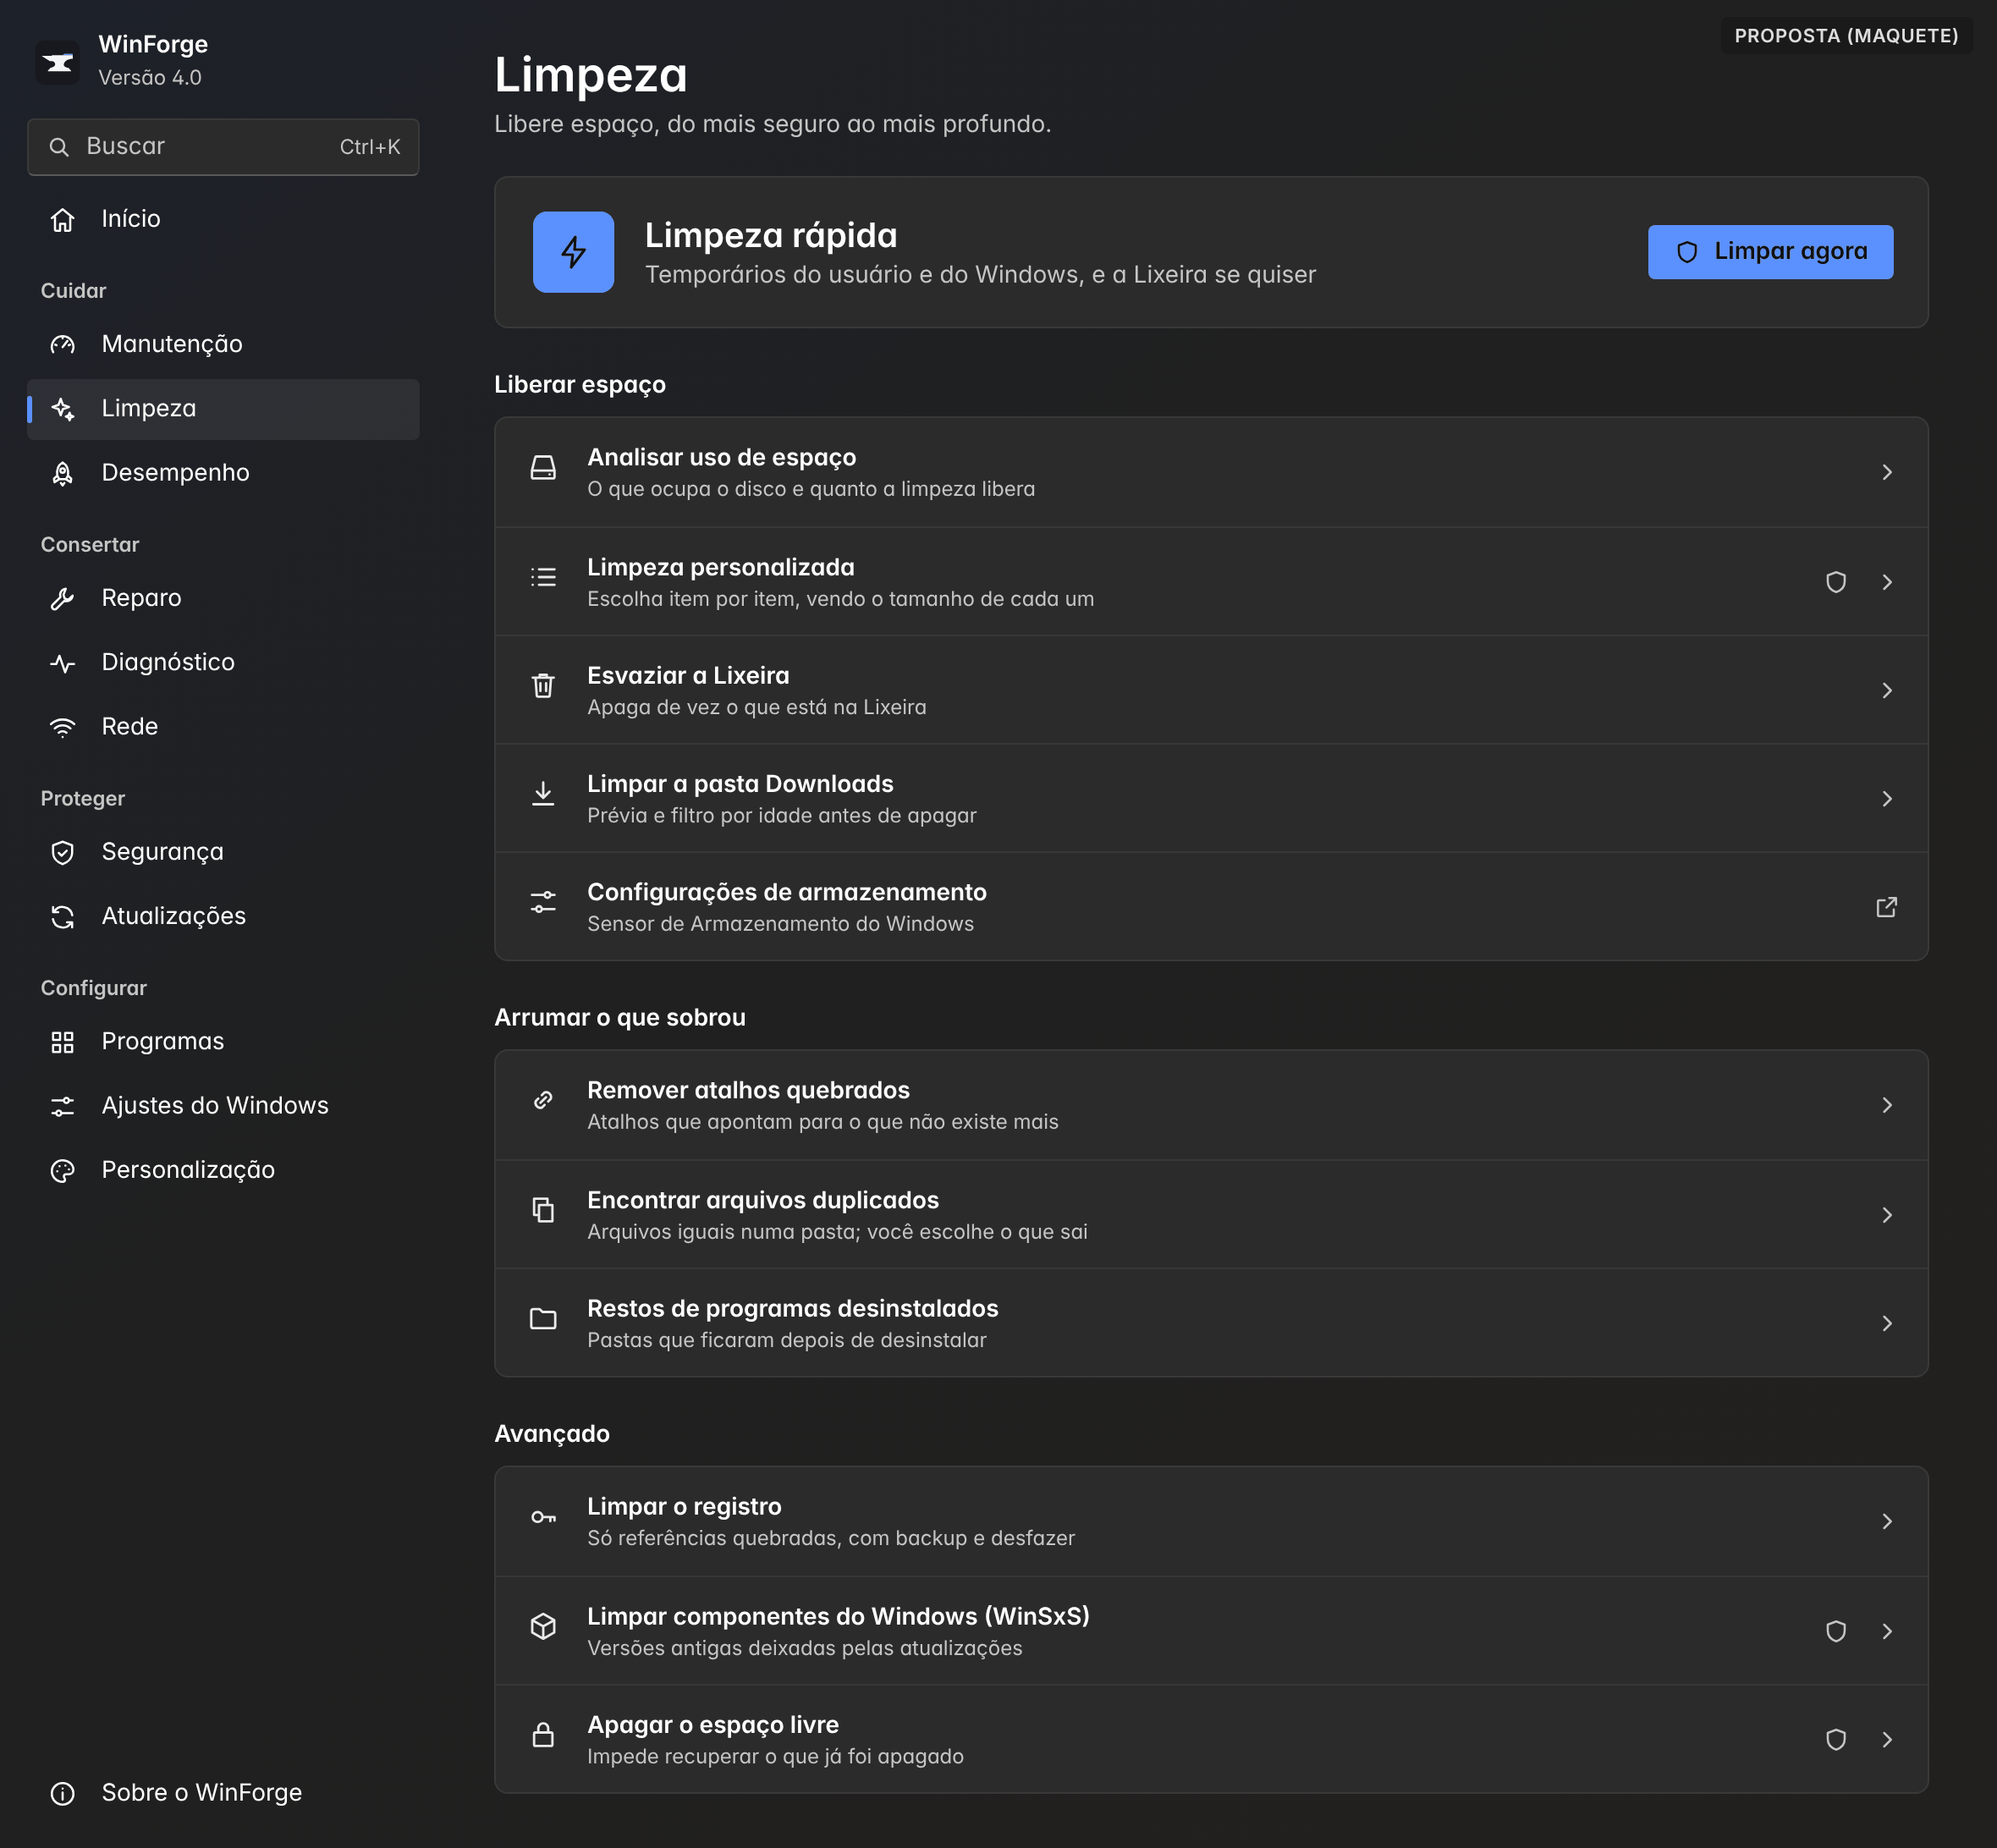 WinForge
Versão 4.0
Buscar
Ctrl+K
Início
Cuidar
Manutenção
Limpeza
Desempenho
Consertar
Reparo
Diagnóstico
Rede
Proteger
Segurança
Atualizações
Configurar
Programas
Ajustes do Windows
Personalização
Sobre o WinForge
PROPOSTA (MAQUETE)
Limpeza
Libere espaço, do mais seguro ao mais profundo.
Limpeza rápida
Temporários do usuário e do Windows, e a Lixeira se quiser
Limpar agora
Liberar espaço
Analisar uso de espaço
O que ocupa o disco e quanto a limpeza libera
Limpeza personalizada
Escolha item por item, vendo o tamanho de cada um
Esvaziar a Lixeira
Apaga de vez o que está na Lixeira
Limpar a pasta Downloads
Prévia e filtro por idade antes de apagar
Configurações de armazenamento
Sensor de Armazenamento do Windows
Arrumar o que sobrou
Remover atalhos quebrados
Atalhos que apontam para o que não existe mais
Encontrar arquivos duplicados
Arquivos iguais numa pasta; você escolhe o que sai
Restos de programas desinstalados
Pastas que ficaram depois de desinstalar
Avançado
Limpar o registro
Só referências quebradas, com backup e desfazer
Limpar componentes do Windows (WinSxS)
Versões antigas deixadas pelas atualizações
Apagar o espaço livre
Impede recuperar o que já foi apagado